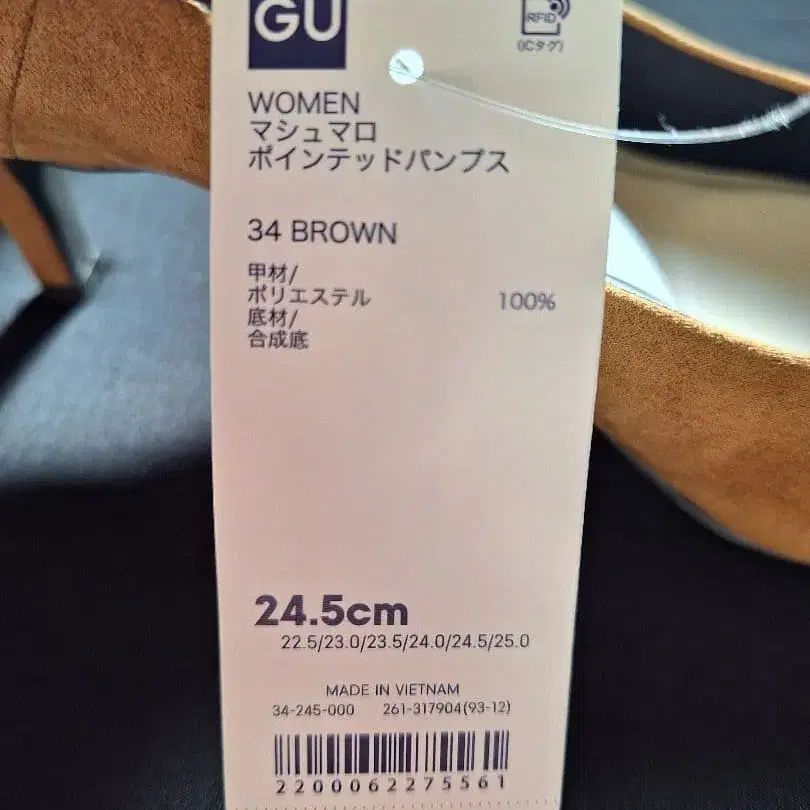 GU
RFID
(ICタグ)
WOMEN
マシュマロ
ポインテッドパンプス
34 BROWN
甲材/
ポリエステル 100%
底材/
合成底
24.5cm
22.5/23.0/23.5/24.0/24.5/25.0
MADE IN VIETNAM
34-245-000 261-317904(93-12)
2200062275561